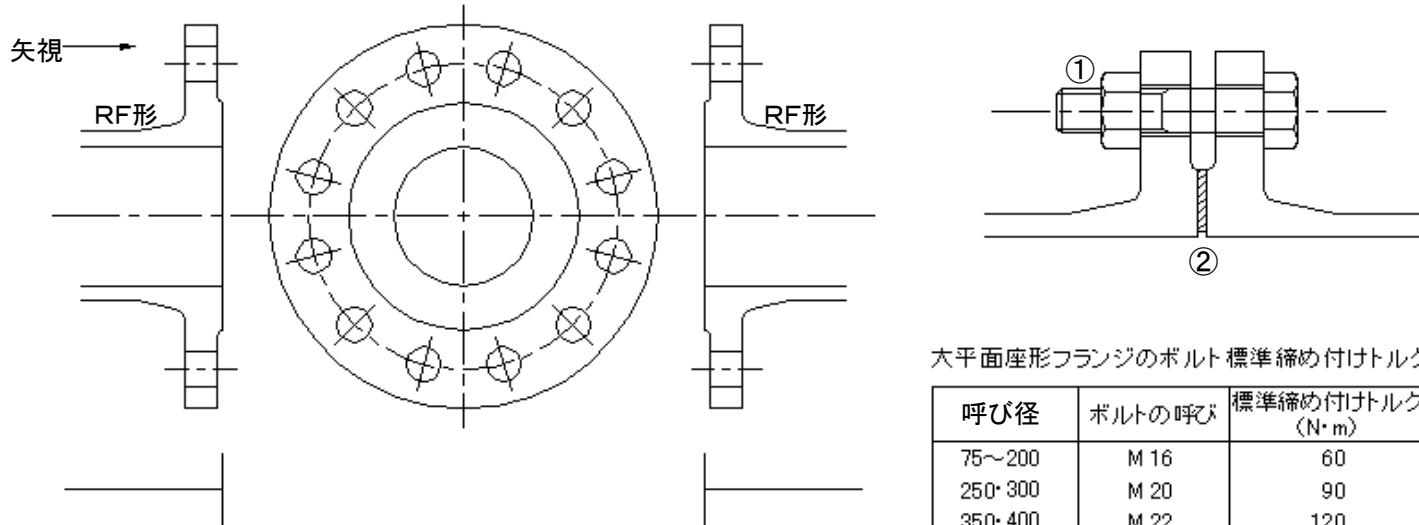 矢視
RF形
RF形
①
②
大平面座形フランジのボルト標準締め付けトルク
呼び径
ボルトの呼び
標準締め付けトルク
(N・m)
75～200
M 16
60
250・300
M 20
90
350・400
M 22
120